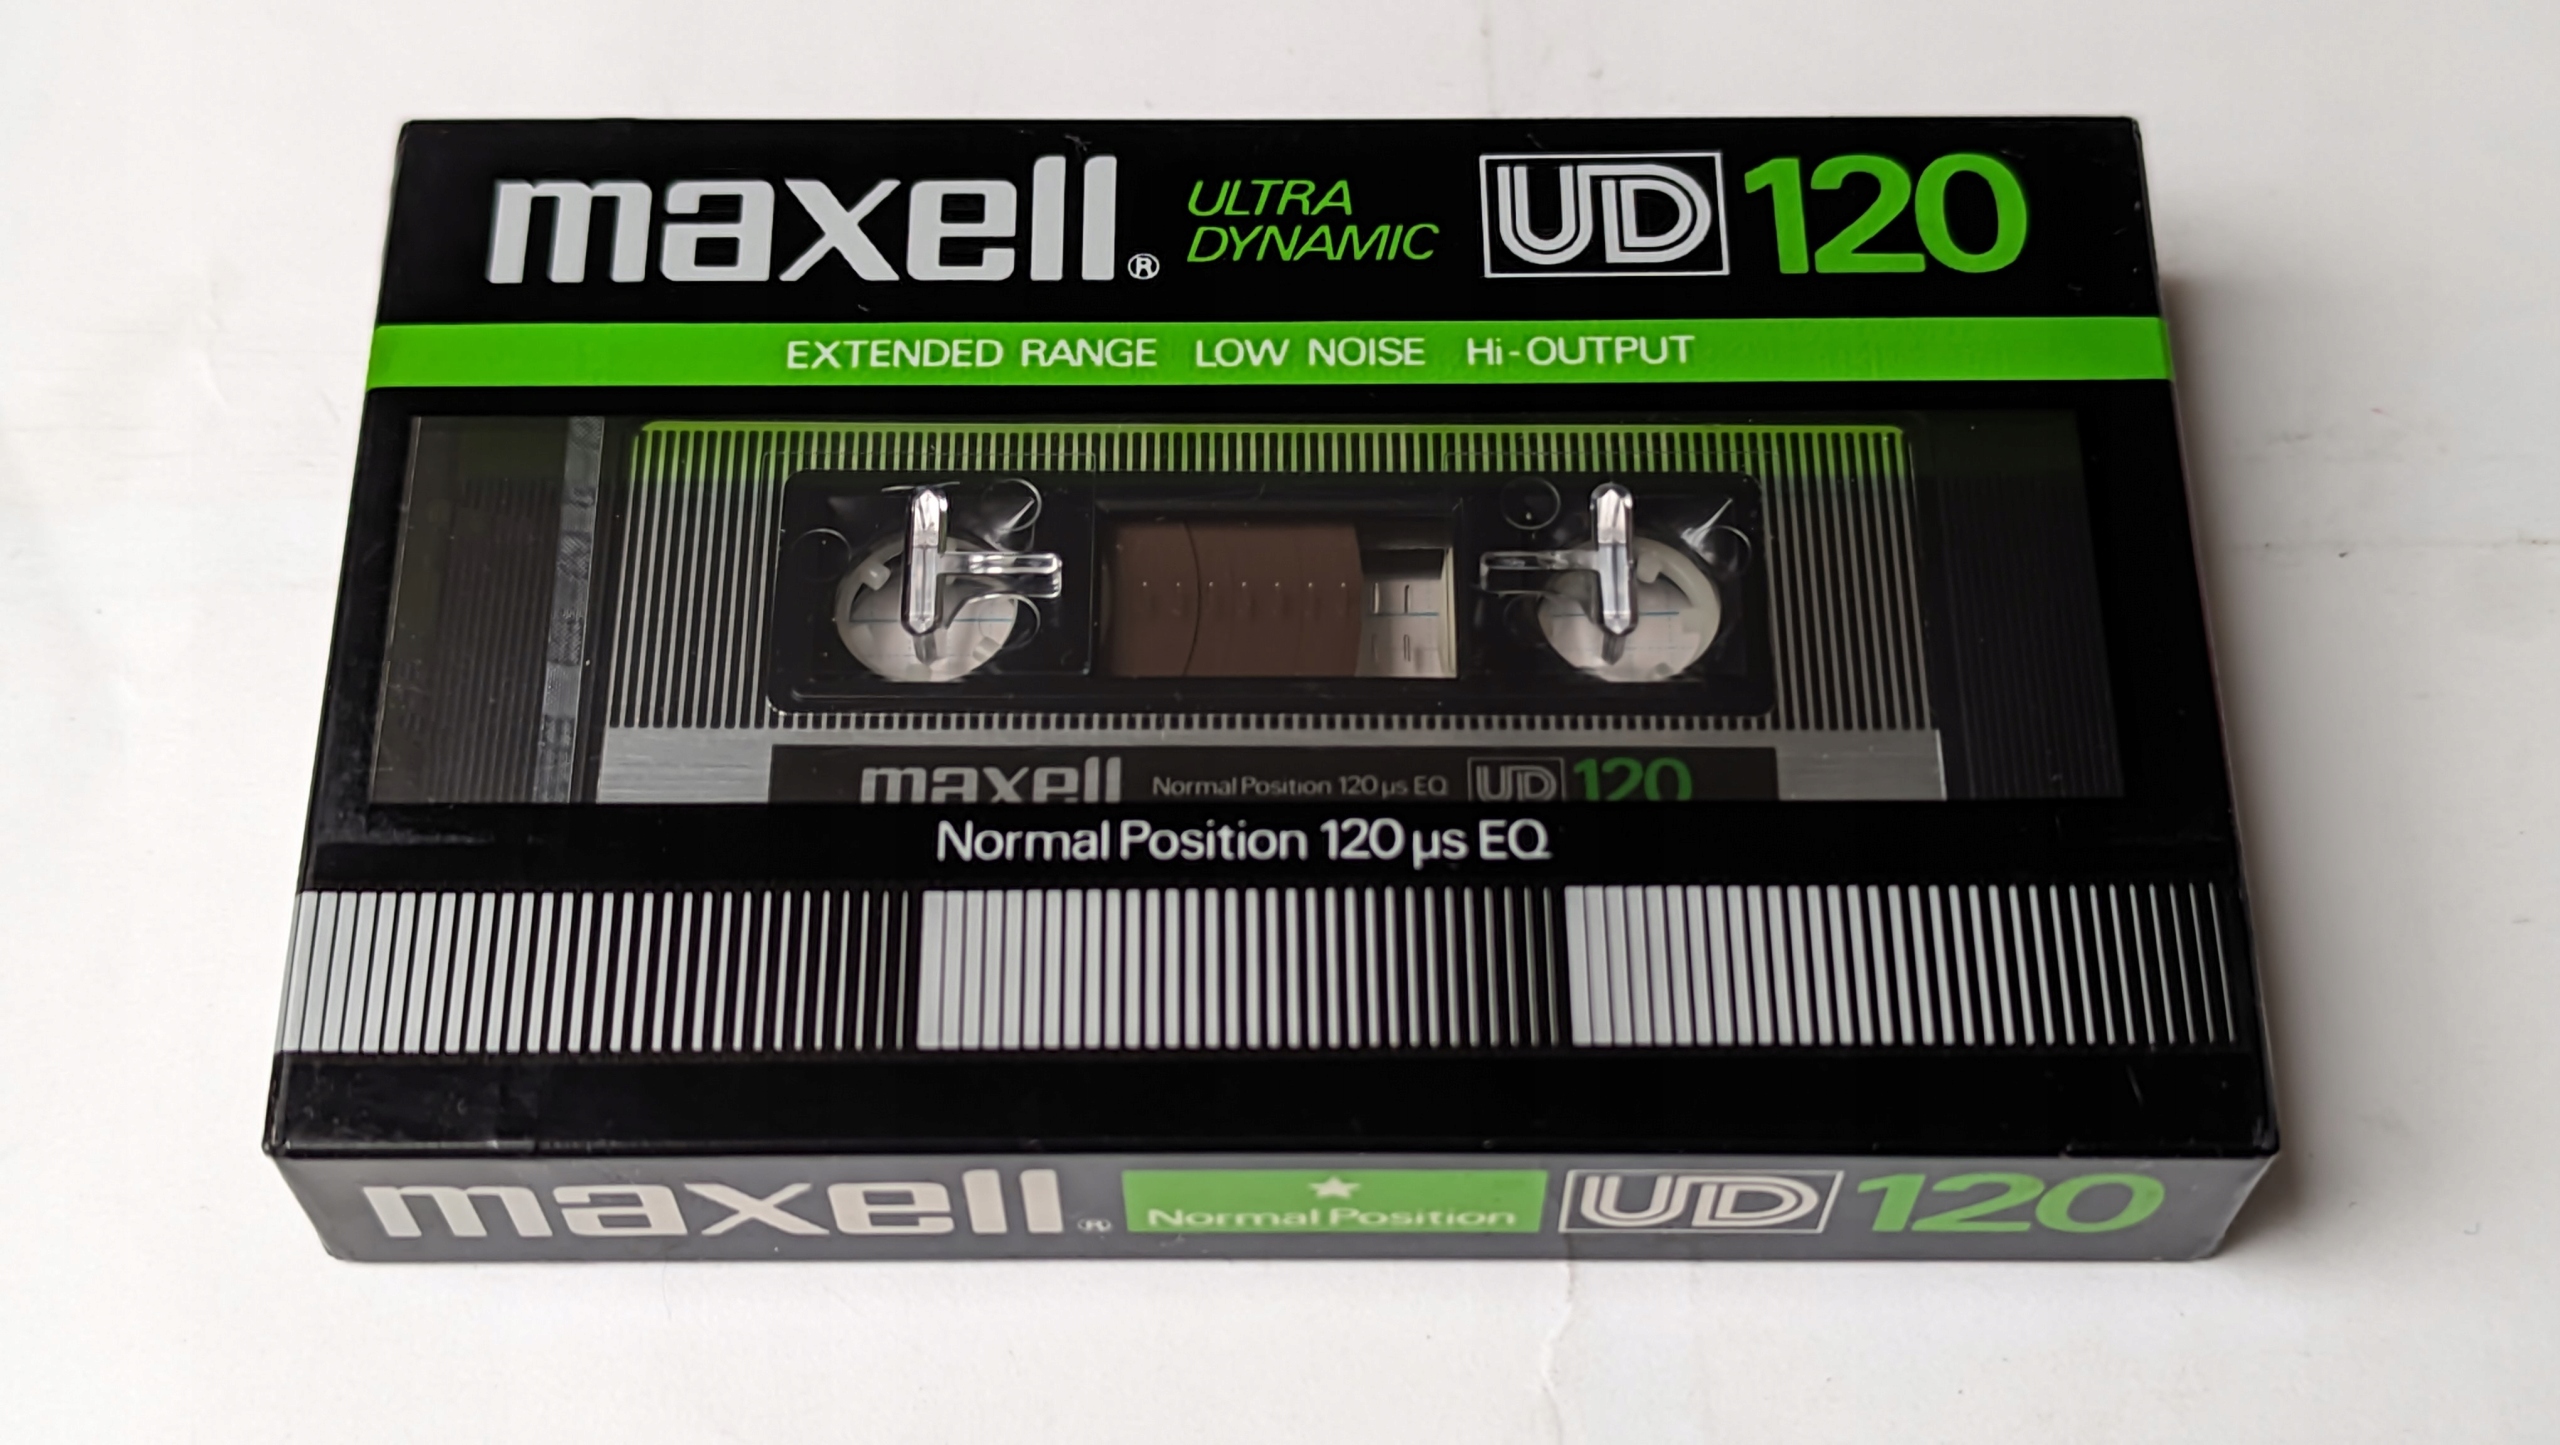 maxell® ULTRA DYNAMIC UD 120
EXTENDED RANGE LOW NOISE Hi-OUTPUT
maxell Normal Position 120 µs EQ UD 120
Normal Position 120 µs EQ
maxell® Normal Position UD 120